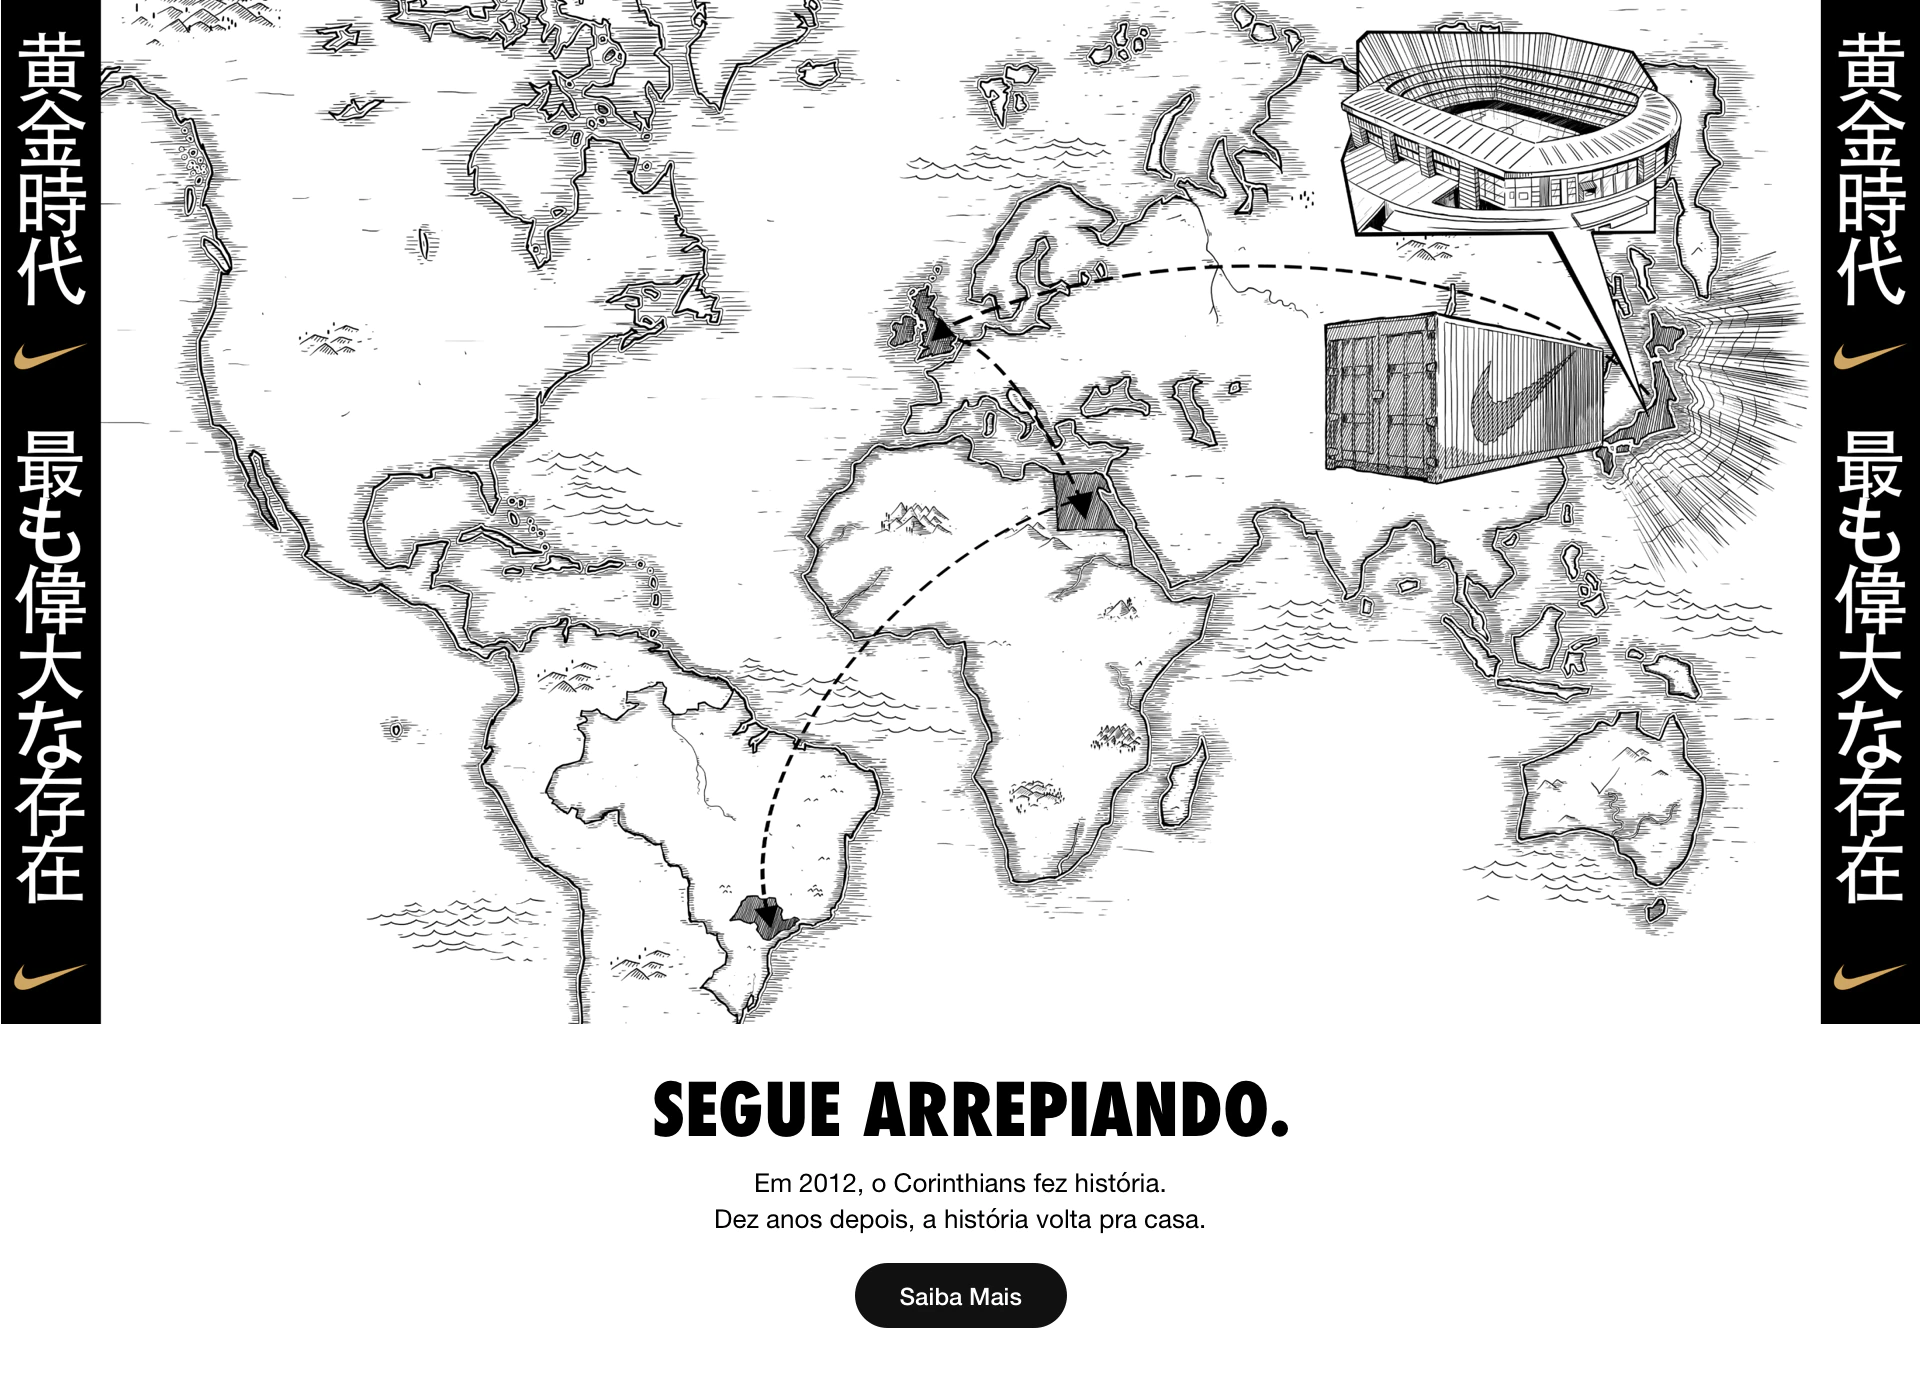 黄金時代
最も偉大な存在
黄金時代
最も偉大な存在
SEGUE ARREPIANDO.
Em 2012, o Corinthians fez história.
Dez anos depois, a história volta pra casa.
Saiba Mais